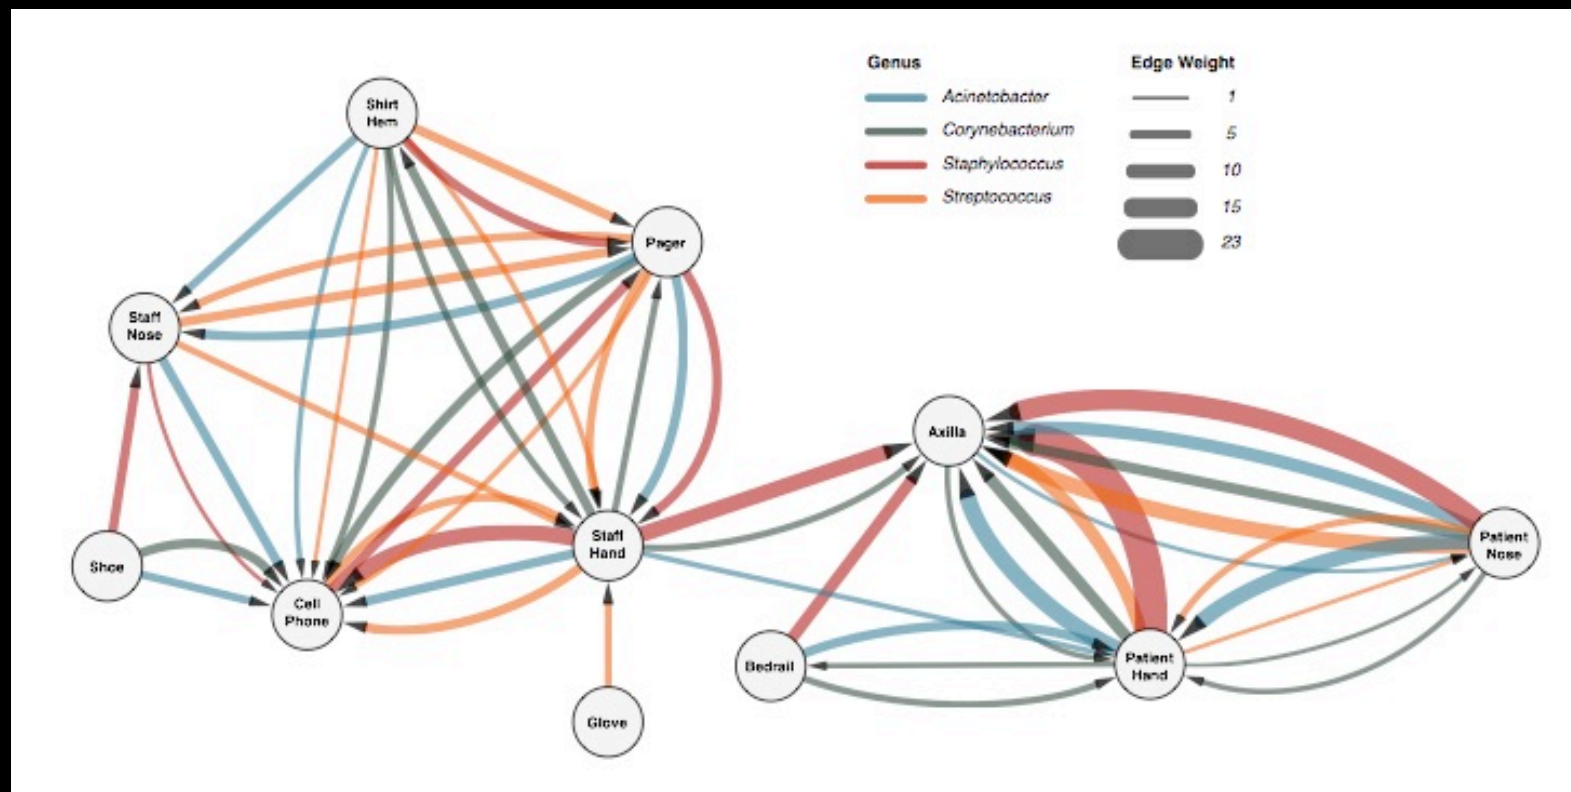 Genus
Acinetobacter
Corynebacterium
Staphylococcus
Streptococcus
Edge Weight
1
5
10
15
23
Shirt
Hem
Pager
Staff
Nose
Axilla
Staff
Hand
Patient
Nose
Shoe
Cell
Phone
Bedrail
Patient
Hand
Glove